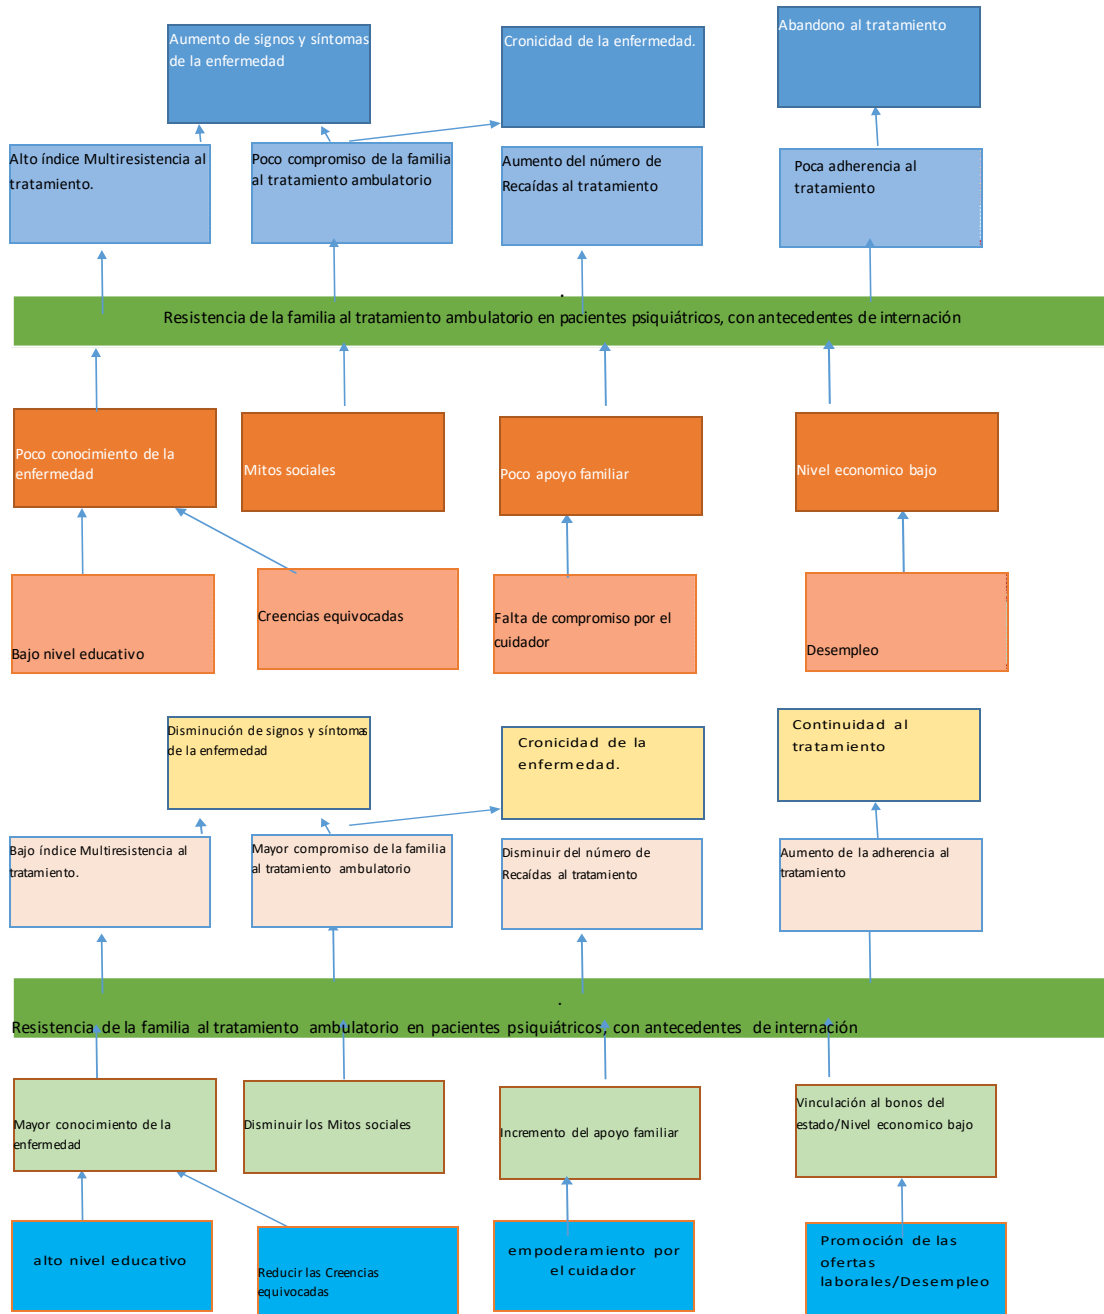 Aumento de signos y síntomas
de la enfermedad
Cronicidad de la enfermedad.
Abandono al tratamiento
Alto índice Multiresistencia al
tratamiento.
Poco compromiso de la familia
al tratamiento ambulatorio
Aumento del número de
Recaídas al tratamiento
Poca adherencia al
tratamiento
.
Resistencia de la familia al tratamiento ambulatorio en pacientes psiquiátricos, con antecedentes de internación
Poco conocimiento de la
enfermedad
Mitos sociales
Poco apoyo familiar
Nivel economico bajo
Bajo nivel educativo
Creencias equivocadas
Falta de compromiso por el
cuidador
Desempleo
Disminución de signos y síntomas
de la enfermedad
Cronicidad de la
enfermedad.
Continuidad al
tratamiento
Bajo índice Multiresistencia al
tratamiento.
Mayor compromiso de la familia
al tratamiento ambulatorio
Disminuir del número de
Recaídas al tratamiento
Aumento de la adherencia al
tratamiento
.
Resistencia de la familia al tratamiento ambulatorio en pacientes psiquiátricos, con antecedentes de internación
Mayor conocimiento de la
enfermedad
Disminuir los Mitos sociales
Incremento del apoyo familiar
Vinculación al bonos del
estado/Nivel economico bajo
alto nivel educativo
Reducir las Creencias
equivocadas
empoderamiento por
el cuidador
Promoción de las
ofertas
laborales/Desempleo